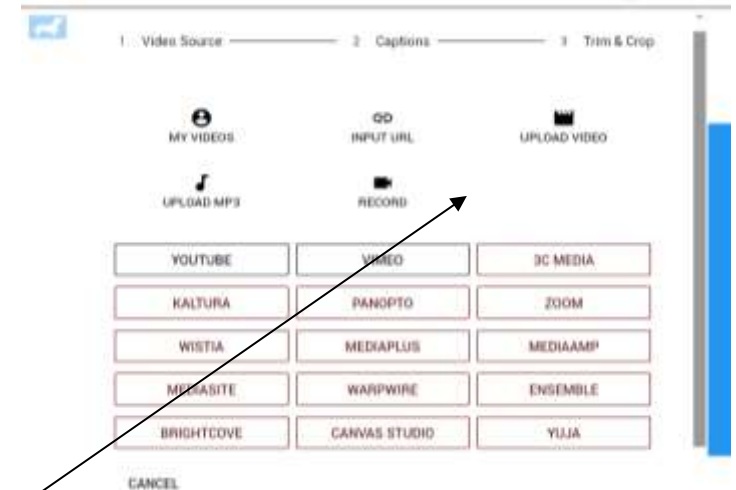 1 Video Source 2 Captions 3 Trim & Crop
MY VIDEOS INPUT URL UPLOAD VIDEO
UPLOAD MP3 RECORD
YOUTUBE VIMEO 3C MEDIA
KALTURA PANOPTO ZOOM
WISTIA MEDIAPLUS MEDIAAMP
MEDIASITE WARPWIRE ENSEMBLE
BRIGHTCOVE CANVAS STUDIO YUJA
CANCEL